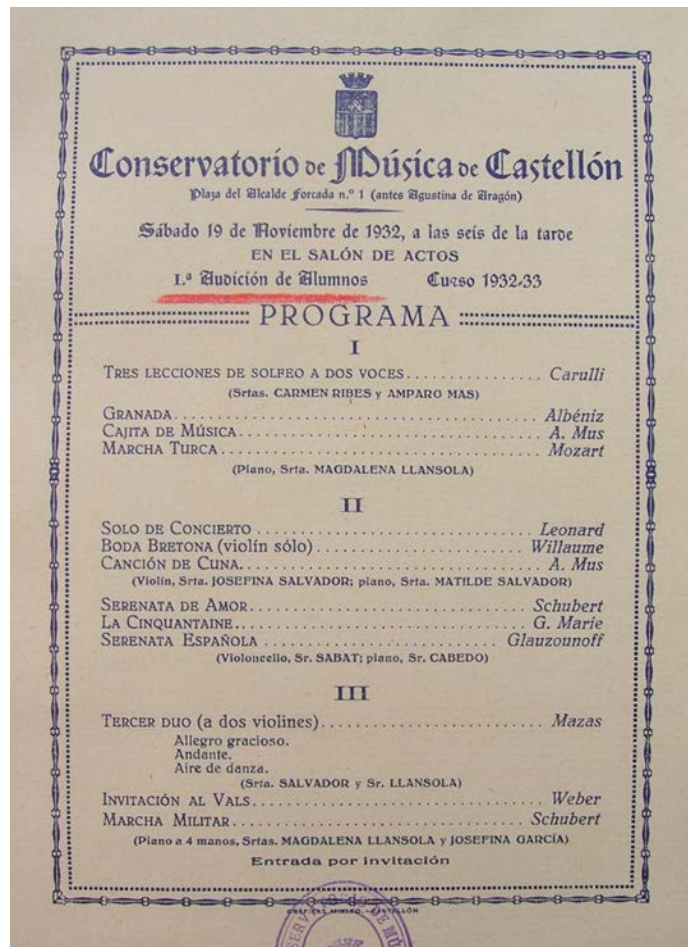 Conservatorio de Música de Castellón
Plaza del Alcalde Forcada n.º 1 (antes Agustina de Aragón)
Sábado 19 de Noviembre de 1932, a las seis de la tarde
EN EL SALÓN DE ACTOS
1.ª Audición de Alumnos Curso 1932-33
PROGRAMA
I
TRES LECCIONES DE SOLFEO A DOS VOCES ................ Carulli
(Srtas. CARMEN RIBES y AMPARO MAS)
GRANADA ................ Albéniz
CAJITA DE MÚSICA ................ A. Mus
MARCHA TURCA ................ Mozart
(Piano, Srta. MAGDALENA LLANSOLA)
II
SOLO DE CONCIERTO ................ Leonard
BODA BRETONA (violín sólo) ................ Willaume
CANCIÓN DE CUNA ................ A. Mus
(Violín, Srta. JOSEFINA SALVADOR; piano, Srta. MATILDE SALVADOR)
SERENATA DE AMOR ................ Schubert
LA CINQUANTAINE ................ G. Marie
SERENATA ESPAÑOLA ................ Glauzounoff
(Violoncello, Sr. SABAT; piano, Sr. CABEDO)
III
TERCER DUO (a dos violines) ................ Mazas
Allegro gracioso.
Andante.
Aire de danza.
(Srta. SALVADOR y Sr. LLANSOLA)
INVITACIÓN AL VALS ................ Weber
MARCHA MILITAR ................ Schubert
(Piano a 4 manos, Srtas. MAGDALENA LLANSOLA y JOSEFINA GARCÍA)
Entrada por invitación